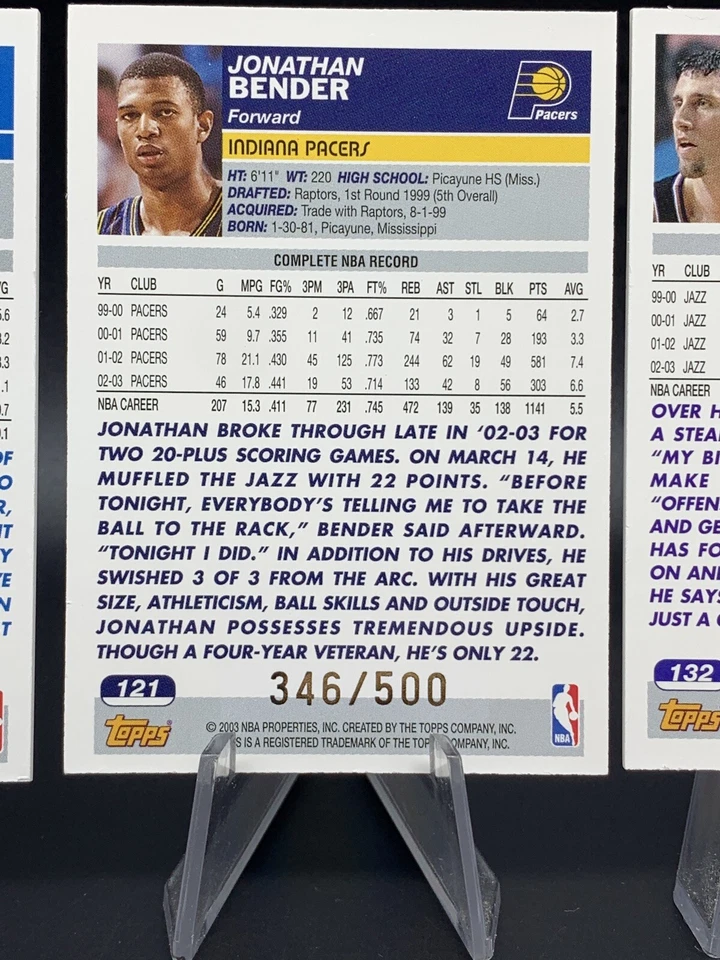 JONATHAN
BENDER
Forward
Pacers
INDIANA PACERS
HT: 6'11" WT: 220 HIGH SCHOOL: Picayune HS (Miss.)
DRAFTED: Raptors, 1st Round 1999 (5th Overall)
ACQUIRED: Trade with Raptors, 8-1-99
BORN: 1-30-81, Picayune, Mississippi
COMPLETE NBA RECORD
YR CLUB G MPG FG% 3PM 3PA FT% REB AST STL BLK PTS AVG
99-00 PACERS 24 5.4 .329 2 12 .667 21 3 1 5 64 2.7
00-01 PACERS 59 9.7 .355 11 41 .735 74 32 7 28 193 3.3
01-02 PACERS 78 21.1 .430 45 125 .773 244 62 19 49 581 7.4
02-03 PACERS 46 17.8 .441 19 53 .714 133 42 8 56 303 6.6
NBA CAREER 207 15.3 .411 77 231 .745 472 139 35 138 1141 5.5
JONATHAN BROKE THROUGH LATE IN '02-03 FOR
TWO 20-PLUS SCORING GAMES. ON MARCH 14, HE
MUFFLED THE JAZZ WITH 22 POINTS. "BEFORE
TONIGHT, EVERYBODY'S TELLING ME TO TAKE THE
BALL TO THE RACK," BENDER SAID AFTERWARD.
"TONIGHT I DID." IN ADDITION TO HIS DRIVES, HE
SWISHED 3 OF 3 FROM THE ARC. WITH HIS GREAT
SIZE, ATHLETICISM, BALL SKILLS AND OUTSIDE TOUCH,
JONATHAN POSSESSES TREMENDOUS UPSIDE.
THOUGH A FOUR-YEAR VETERAN, HE'S ONLY 22.
121
346/500
Topps®
© 2003 NBA PROPERTIES, INC. CREATED BY THE TOPPS COMPANY, INC.
IS A REGISTERED TRADEMARK OF THE TOPPS COMPANY, INC.
NBA
YR CLUB
99-00 JAZZ
00-01 JAZZ
01-02 JAZZ
02-03 JAZZ
NBA CAREER
OVER H
A STEA
"MY BI
MAKE
"OFFEN
AND GE
HAS FO
ON AN
HE SAYS
JUST A
132
Topps